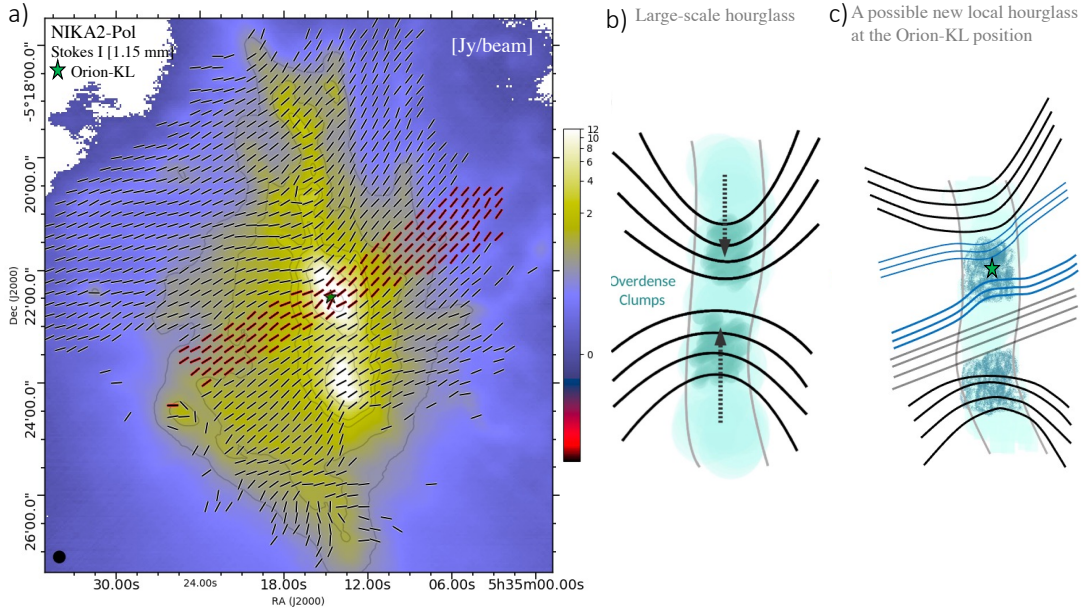 a)
NIKA2-Pol
Stokes I [1.15 mm]
Orion-KL
[Jy/beam]
-5°18'00.0"
20'00.0"
22'00.0"
24'00.0"
26'00.0"
Dec (J2000)
30.00s
24.00s
18.00s
12.00s
06.00s
5h35m00.00s
RA (J2000)
12
10
8
6
4
2
0
b) Large-scale hourglass
Overdense
Clumps
c) A possible new local hourglass
at the Orion-KL position